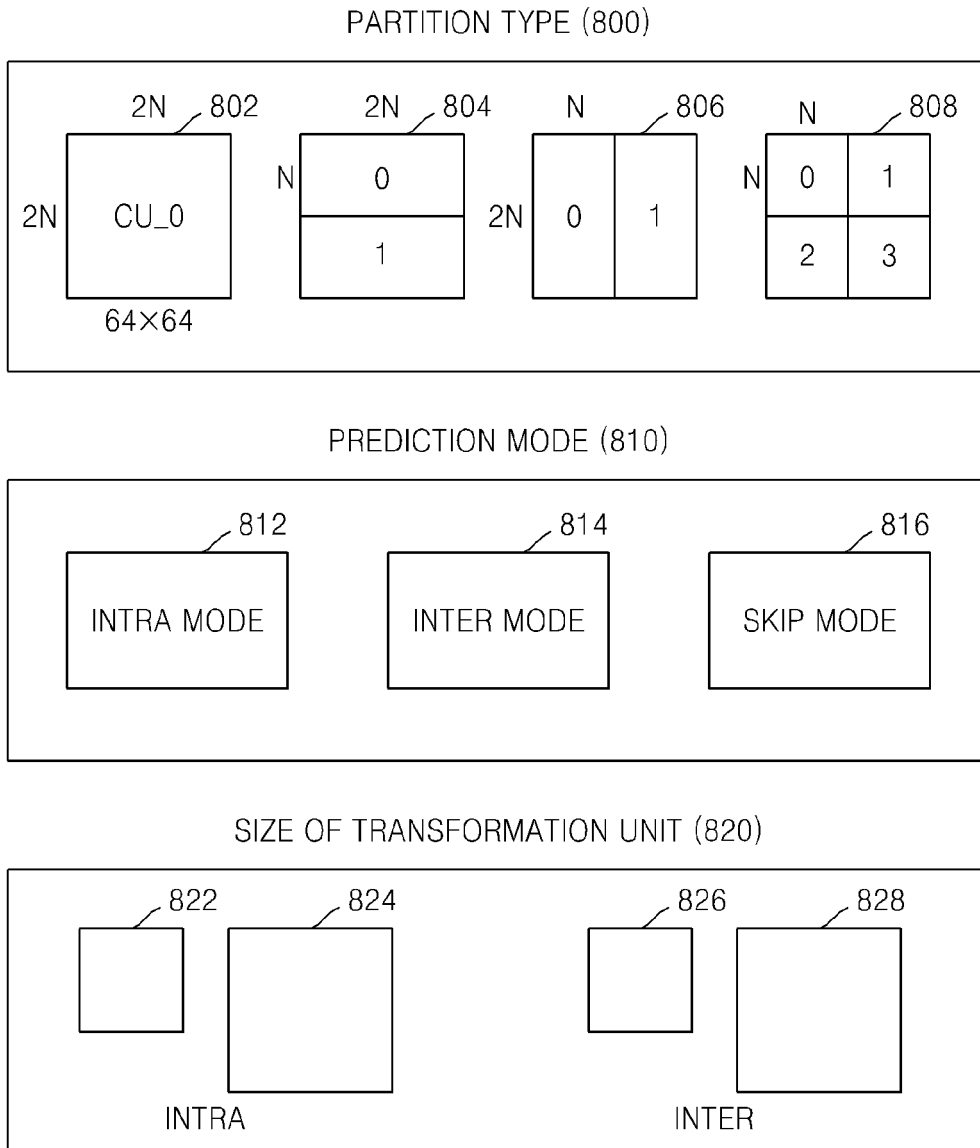 PARTITION TYPE (800)
2N 802 2N 804 N 806 N 808
2N CU_0 N 0 2N 0 1 N 0 1
1 2 3
64×64
PREDICTION MODE (810)
812 814 816
INTRA MODE INTER MODE SKIP MODE
SIZE OF TRANSFORMATION UNIT (820)
822 824 826 828
INTRA INTER